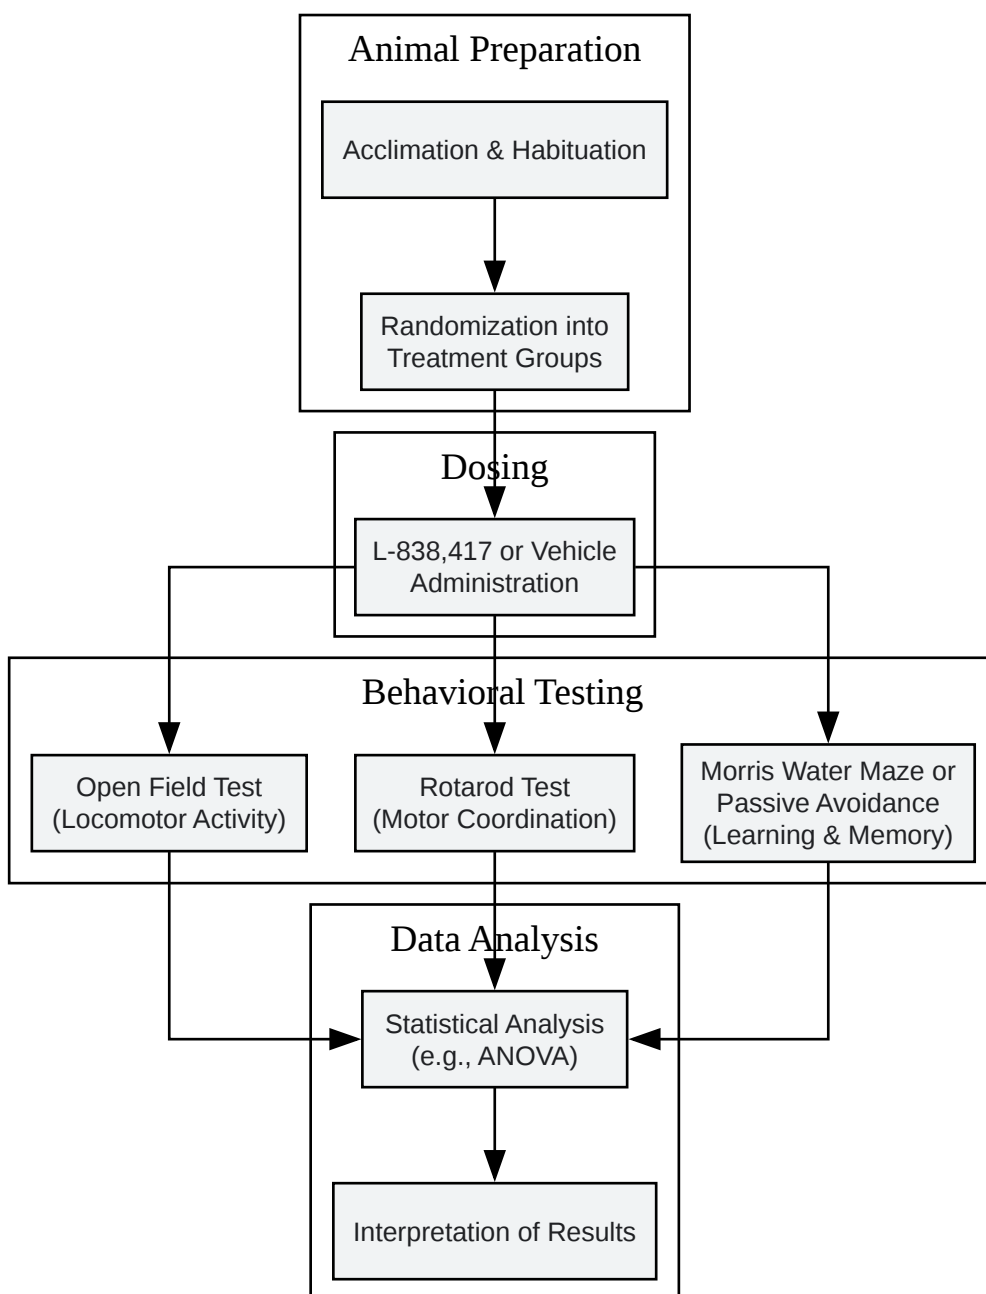 Animal Preparation
Acclimation & Habituation
Randomization into
Treatment Groups
Dosing
L-838,417 or Vehicle
Administration
Behavioral Testing
Open Field Test
(Locomotor Activity)
Rotarod Test
(Motor Coordination)
Morris Water Maze or
Passive Avoidance
(Learning & Memory)
Data Analysis
Statistical Analysis
(e.g., ANOVA)
Interpretation of Results